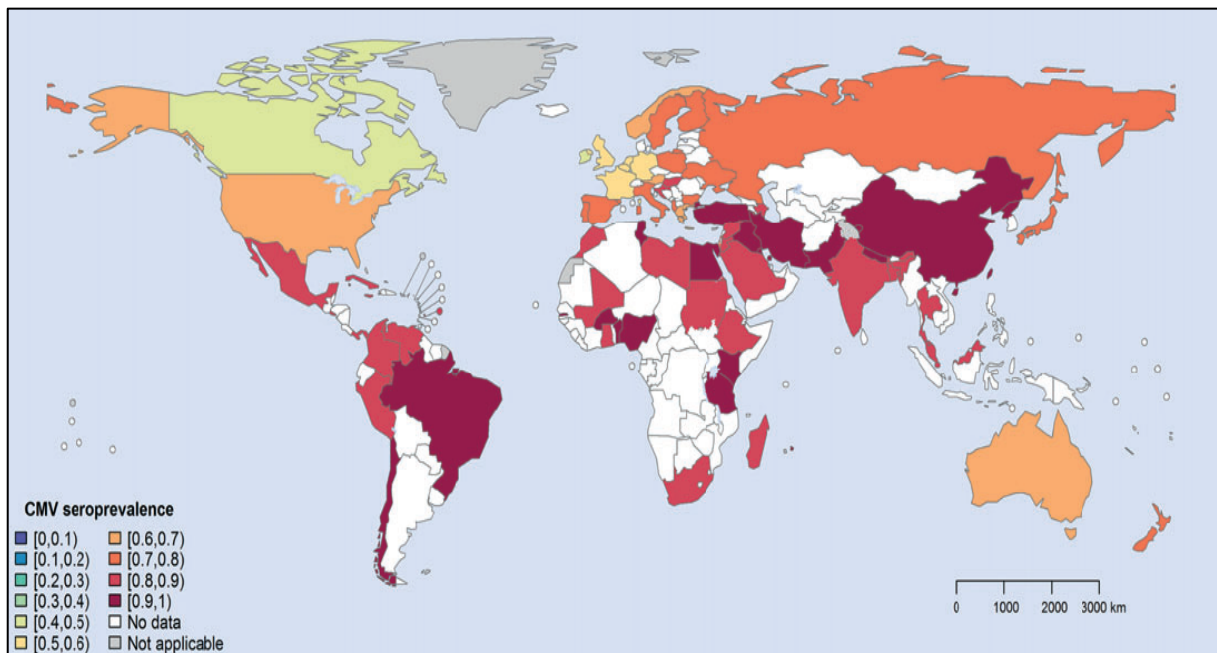 CMV seroprevalence
[0,0.1)
[0.1,0.2)
[0.2,0.3)
[0.3,0.4)
[0.4,0.5)
[0.5,0.6)
[0.6,0.7)
[0.7,0.8)
[0.8,0.9)
[0.9,1)
No data
Not applicable
0 1000 2000 3000 km